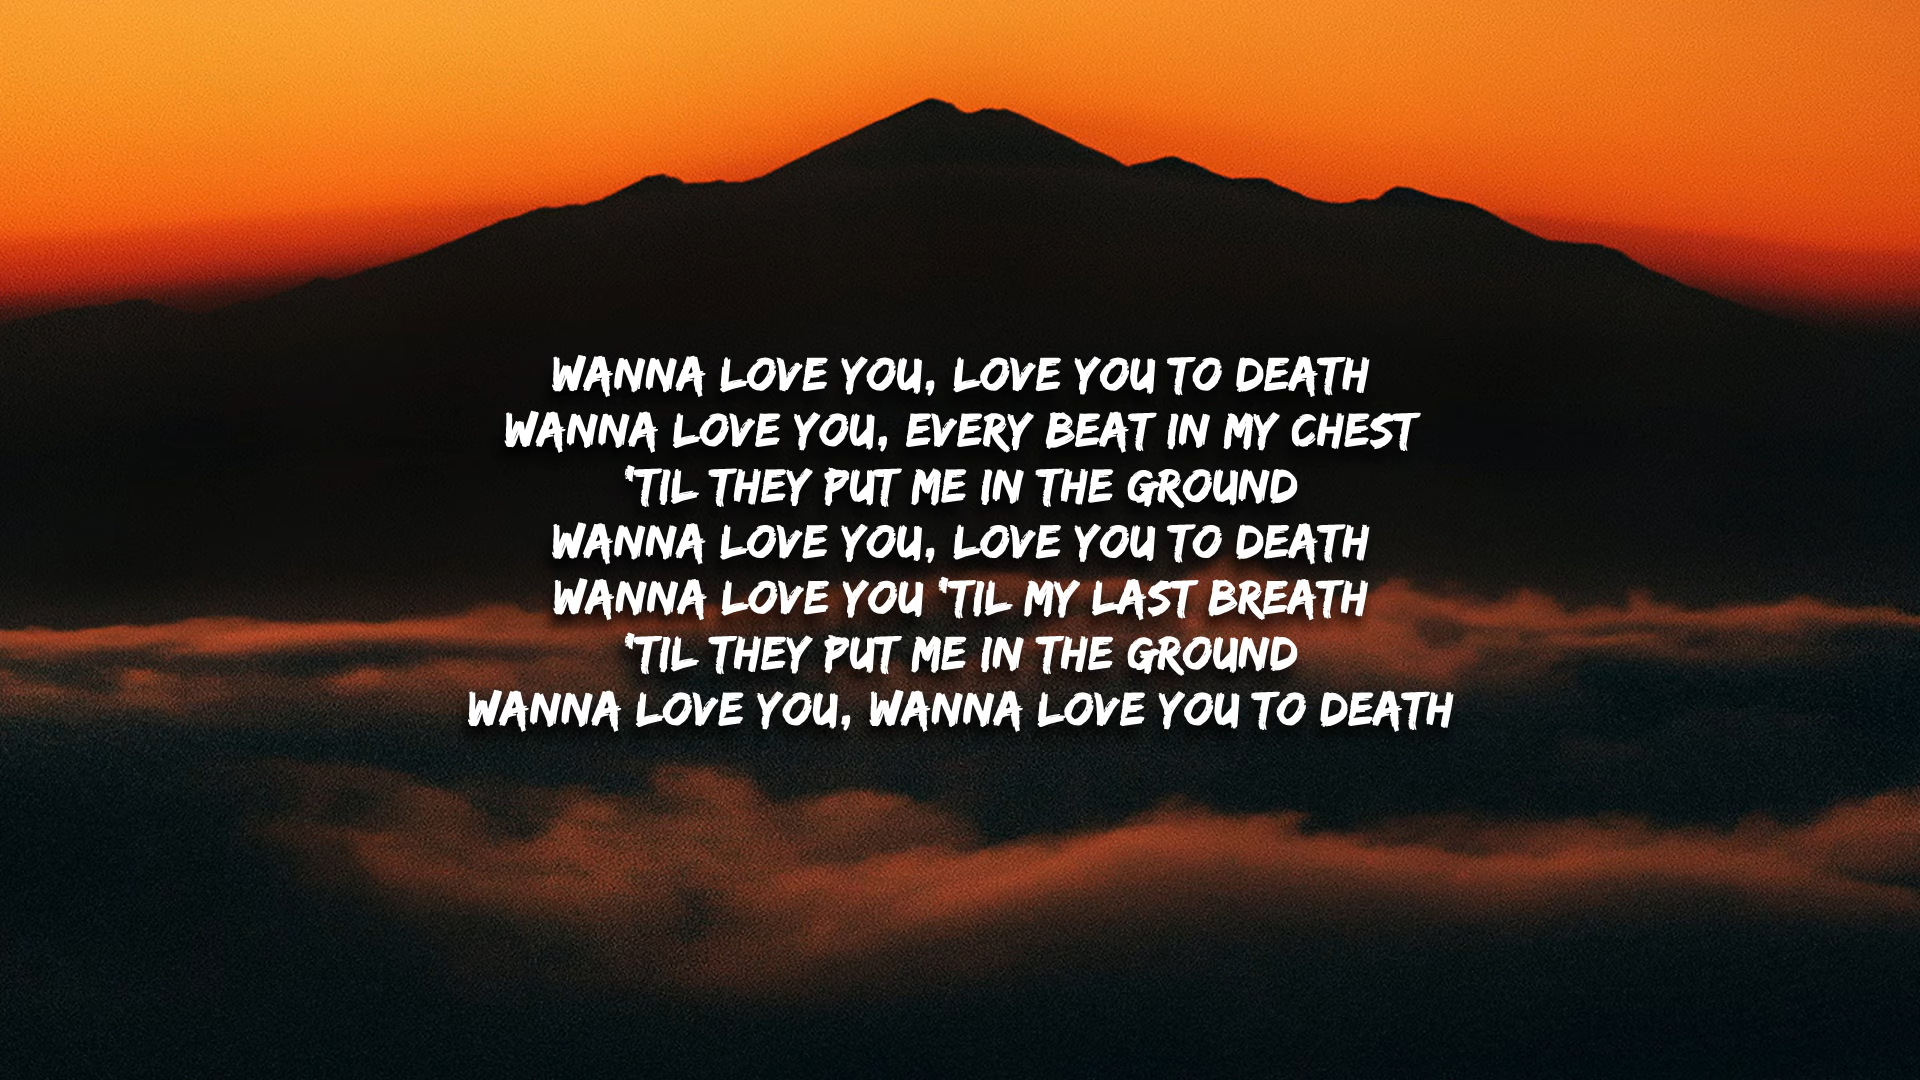 WANNA LOVE YOU, LOVE YOU TO DEATH
WANNA LOVE YOU, EVERY BEAT IN MY CHEST
'TIL THEY PUT ME IN THE GROUND
WANNA LOVE YOU, LOVE YOU TO DEATH
WANNA LOVE YOU 'TIL MY LAST BREATH
'TIL THEY PUT ME IN THE GROUND
WANNA LOVE YOU, WANNA LOVE YOU TO DEATH